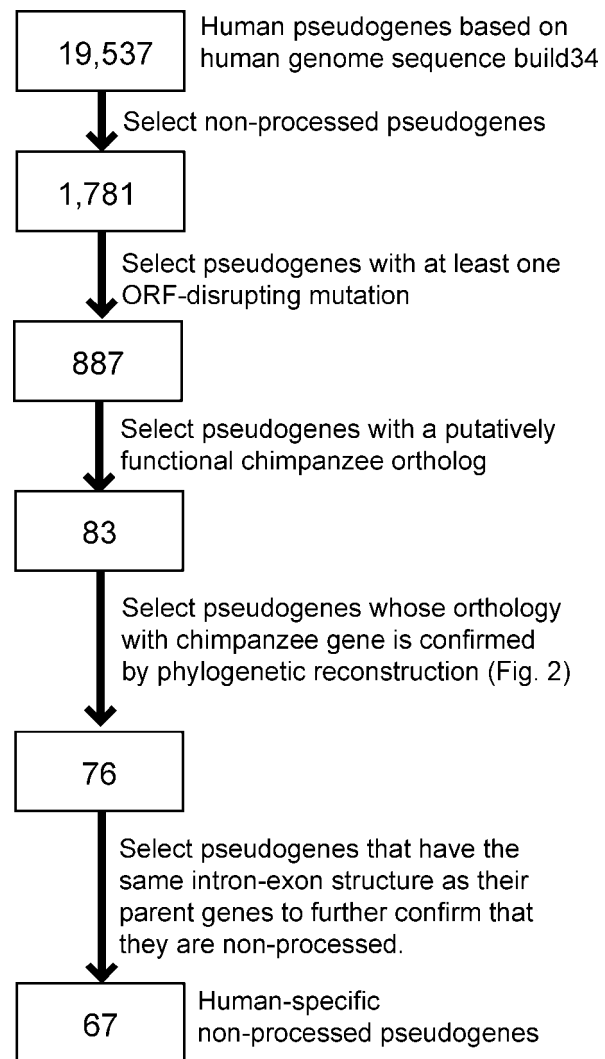 19,537
Human pseudogenes based on
human genome sequence build34
Select non-processed pseudogenes
1,781
Select pseudogenes with at least one
ORF-disrupting mutation
887
Select pseudogenes with a putatively
functional chimpanzee ortholog
83
Select pseudogenes whose orthology
with chimpanzee gene is confirmed
by phylogenetic reconstruction (Fig. 2)
76
Select pseudogenes that have the
same intron-exon structure as their
parent genes to further confirm that
they are non-processed.
67
Human-specific
non-processed pseudogenes